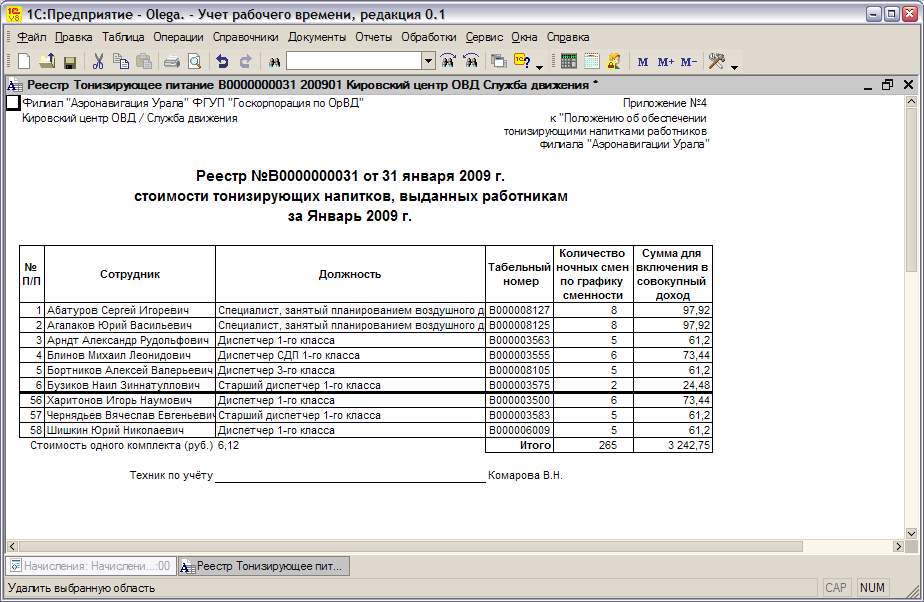 1С:Предприятие - Olega. - Учет рабочего времени, редакция 0.1
Файл Правка Таблица Операции Справочники Документы Отчеты Обработки Сервис Окна Справка
M M+ M-
Реестр Тонизирующее питание В0000000031 200901 Кировский центр ОВД Служба движения *
Филиал "Аэронавигация Урала" ФГУП "Госкорпорация по ОрВД" Приложение №4
Кировский центр ОВД / Служба движения к "Положению об обеспечении
тонизирующими напитками работников
филиала "Аэронавигации Урала"
Реестр №В0000000031 от 31 января 2009 г.
стоимости тонизирующих напитков, выданных работникам
за Январь 2009 г.
№ П/П Сотрудник Должность Табельный номер Количество ночных смен по графику сменности Сумма для включения в совокупный доход
1 Абатуров Сергей Игоревич Специалист, занятый планированием воздушного д В000008127 8 97,92
2 Агалаков Юрий Васильевич Специалист, занятый планированием воздушного д В000008125 8 97,92
3 Арндт Александр Рудольфович Диспетчер 1-го класса В000003563 5 61,2
4 Блинов Михаил Леонидович Диспетчер СДП 1-го класса В000003555 6 73,44
5 Бортников Алексей Валерьевич Диспетчер 3-го класса В000008105 5 61,2
6 Бузиков Наил Зиннатуллович Старший диспетчер 1-го класса В000003575 2 24,48
56 Харитонов Игорь Наумович Диспетчер 1-го класса В000003500 6 73,44
57 Чернядьев Вячеслав Евгеньевич Старший диспетчер 1-го класса В000003583 5 61,2
58 Шишкин Юрий Николаевич Диспетчер 1-го класса В000006009 5 61,2
Стоимость одного комплекта (руб.) 6,12 Итого 265 3 242,75
Техник по учёту Комарова В.Н.
Начисления: Начислени...:00 Реестр Тонизирующее пит...
Удалить выбранную область CAP NUM